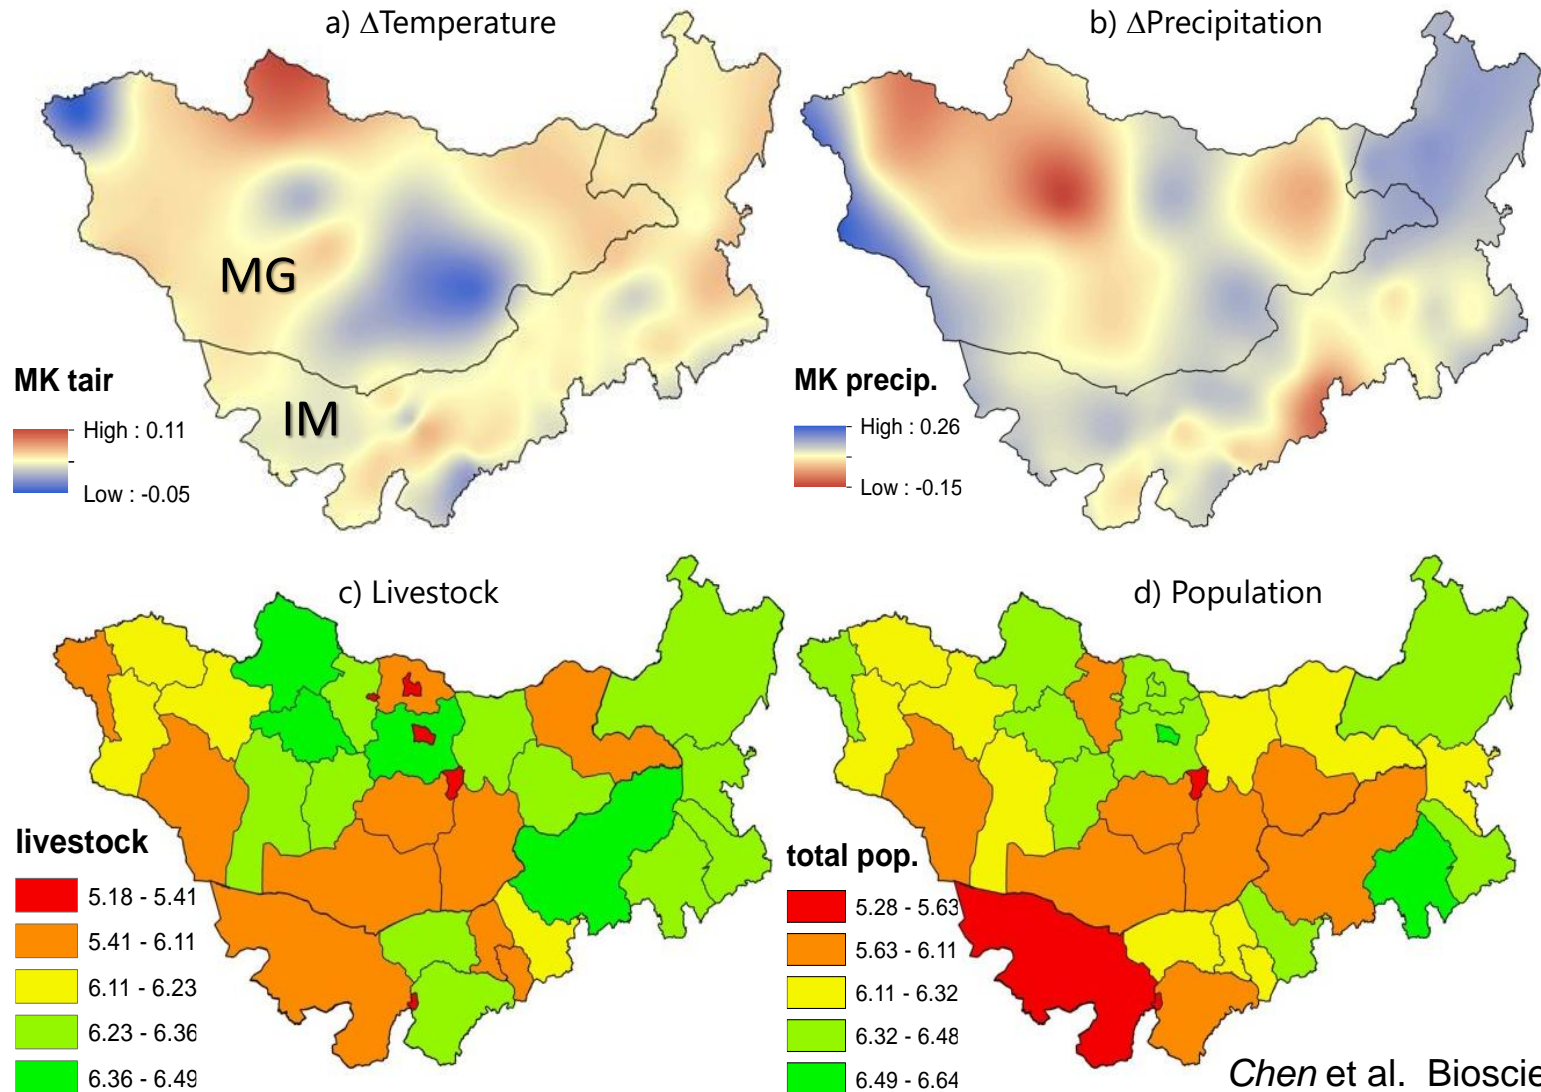 a) ΔTemperature
b) ΔPrecipitation
MG
IM
MK tair
High : 0.11
Low : -0.05
MK precip.
High : 0.26
Low : -0.15
c) Livestock
d) Population
livestock
5.18 - 5.41
5.41 - 6.11
6.11 - 6.23
6.23 - 6.36
6.36 - 6.49
total pop.
5.28 - 5.63
5.63 - 6.11
6.11 - 6.32
6.32 - 6.48
6.49 - 6.64
Chen et al. Bioscie